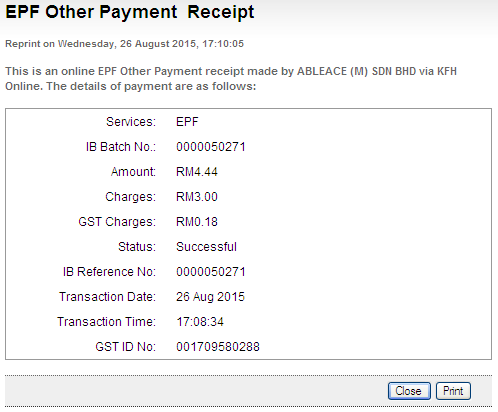 EPF Other Payment Receipt
Reprint on Wednesday, 26 August 2015, 17:10:05
This is an online EPF Other Payment receipt made by ABLEACE (M) SDN BHD via KFH
Online. The details of payment are as follows:
Services: EPF
IB Batch No.: 0000050271
Amount: RM4.44
Charges: RM3.00
GST Charges: RM0.18
Status: Successful
IB Reference No: 0000050271
Transaction Date: 26 Aug 2015
Transaction Time: 17:08:34
GST ID No: 001709580288
Close Print